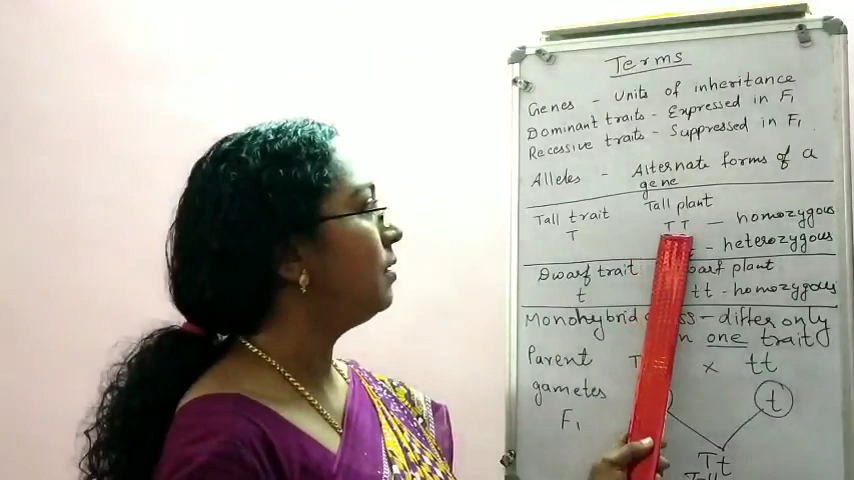 Terms
Genes - Units of inheritance
Dominant traits - Expressed in F1
Recessive traits - Suppressed in F1.
Alleles - Alternate forms of a
gene
Tall trait Tall plant
T TT - homozygous
- heterozygous
Dwarf trait plant
t tt - homozygous
Monohybrid - differ only
one trait
Parent T x tt
gametes t
F1
Tt